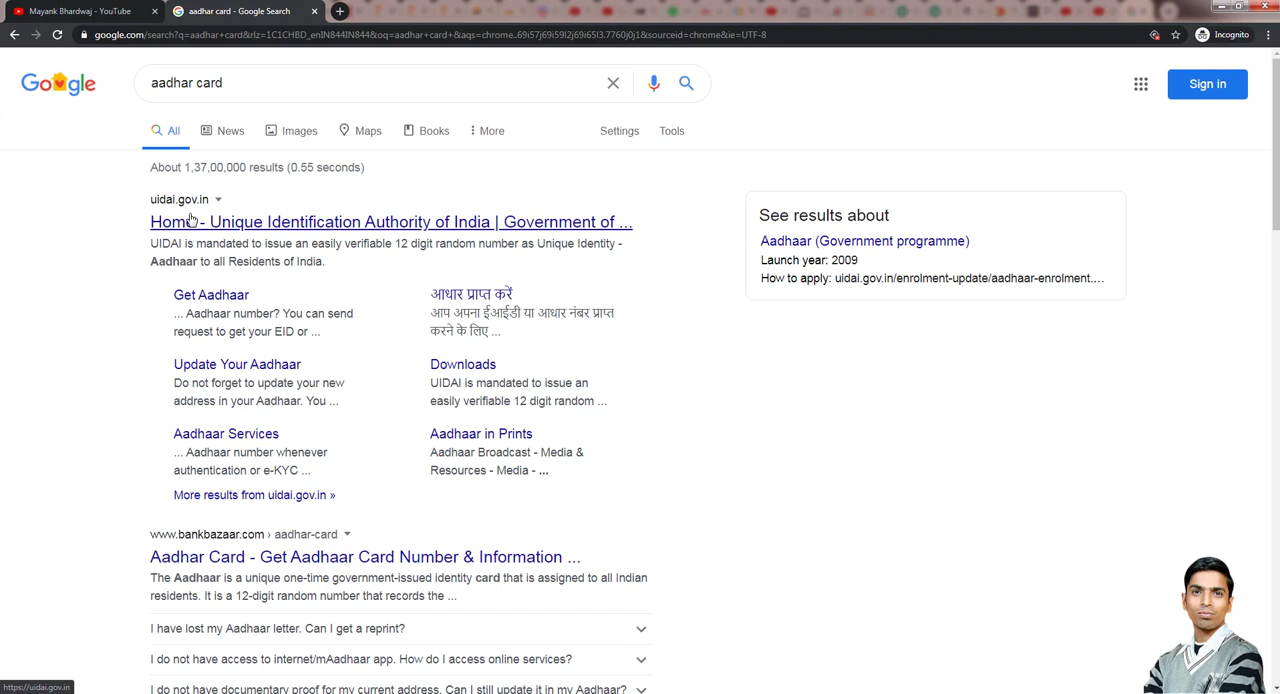 Mayank Bhardwaj - YouTube
aadhar card - Google Search
google.com/search?q=aadhar+card&rlz=1C1CHBD_enIN844IN844&oq=aadhar+card+&aqs=chrome..69i57j69i59l2j69i65l3.7760j0j1&sourceid=chrome&ie=UTF-8
Incognito
Google
aadhar card
Sign in
All News Images Maps Books More Settings Tools
About 1,37,00,000 results (0.55 seconds)
uidai.gov.in
Home - Unique Identification Authority of India | Government of ...
UIDAI is mandated to issue an easily verifiable 12 digit random number as Unique Identity -
Aadhaar to all Residents of India.
Get Aadhaar
... Aadhaar number? You can send
request to get your EID or ...
आधार प्राप्त करें
आप अपना ईआईडी या आधार नंबर प्राप्त
करने के लिए ...
Update Your Aadhaar
Do not forget to update your new
address in your Aadhaar. You ...
Downloads
UIDAI is mandated to issue an
easily verifiable 12 digit random ...
Aadhaar Services
... Aadhaar number whenever
authentication or e-KYC ...
Aadhaar in Prints
Aadhaar Broadcast - Media &
Resources - Media - ...
More results from uidai.gov.in »
www.bankbazaar.com › aadhar-card
Aadhar Card - Get Aadhaar Card Number & Information ...
The Aadhaar is a unique one-time government-issued identity card that is assigned to all Indian
residents. It is a 12-digit random number that records the ...
I have lost my Aadhaar letter. Can I get a reprint?
I do not have access to internet/mAadhaar app. How do I access online services?
I do not have documentary proof for my current address. Can I still update it in my Aadhaar?
See results about
Aadhaar (Government programme)
Launch year: 2009
How to apply: uidai.gov.in/enrolment-update/aadhaar-enrolment....
https://uidai.gov.in